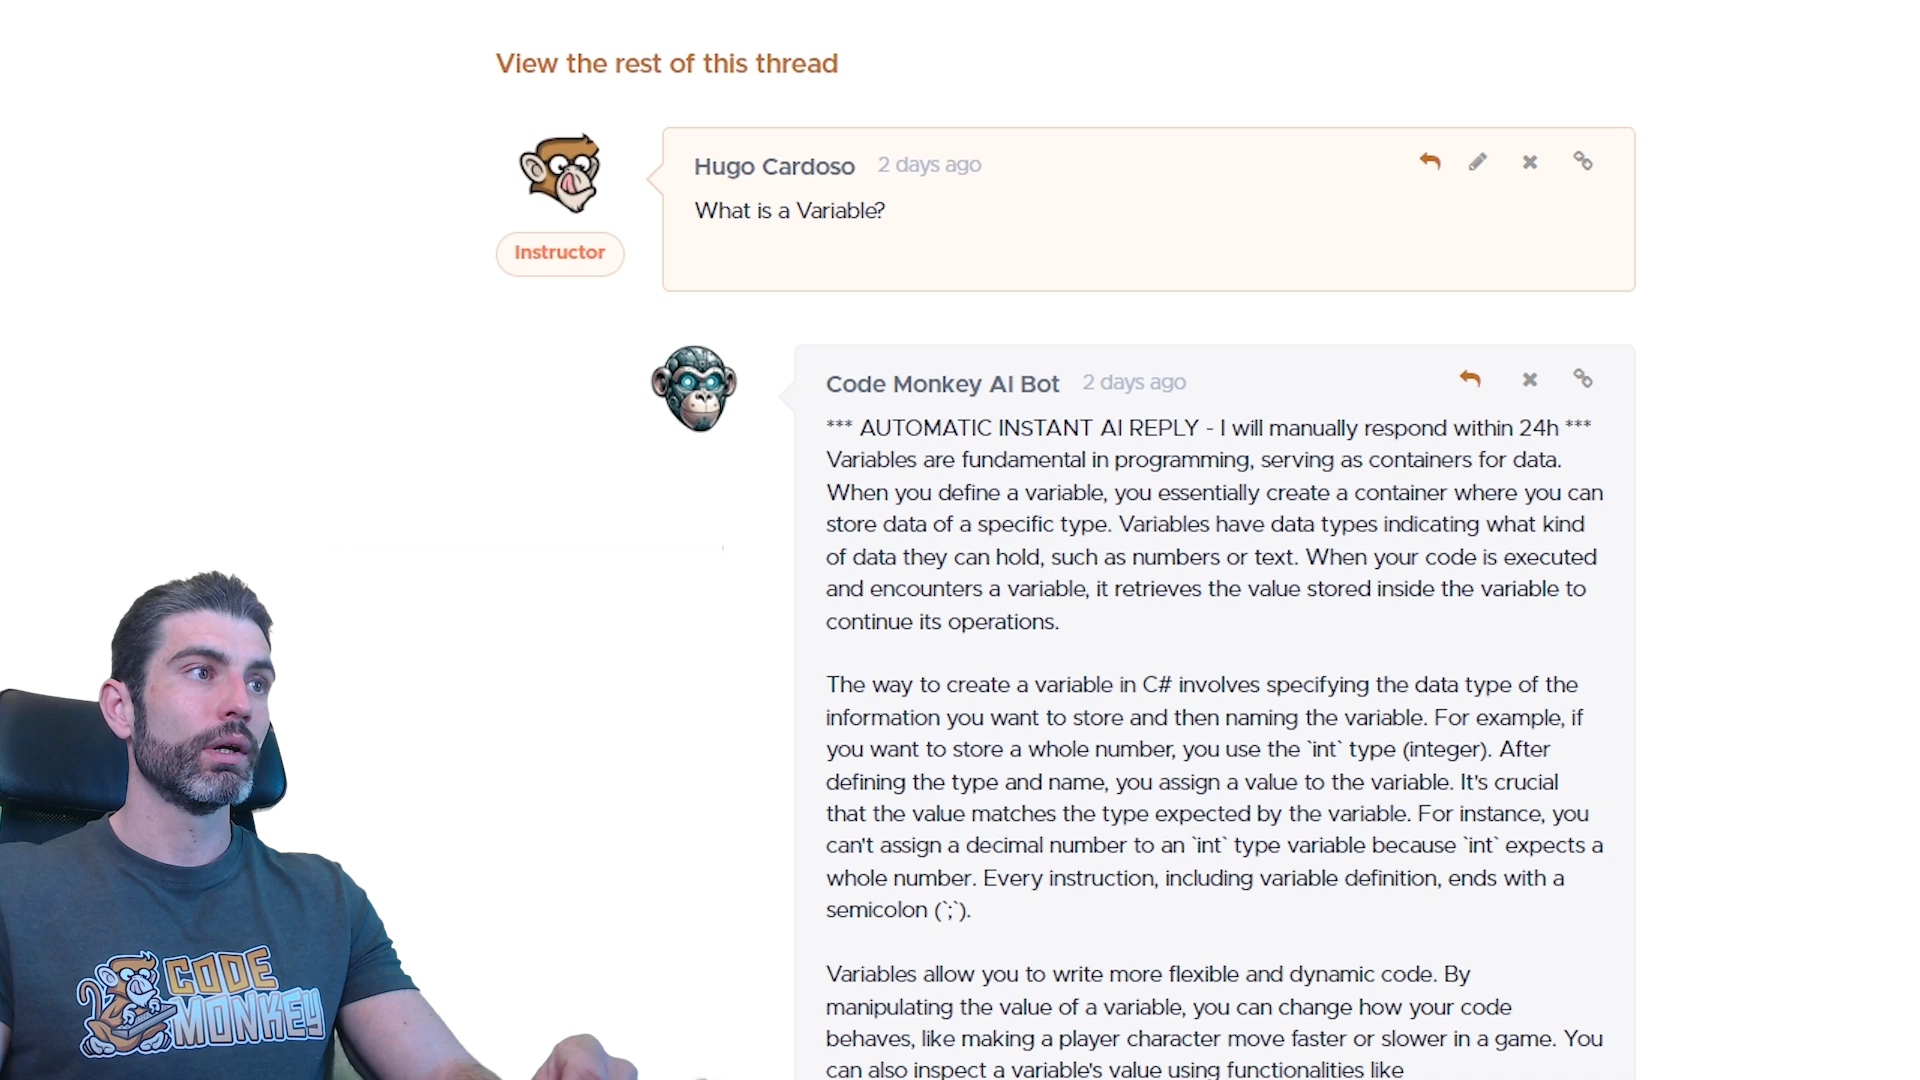 View the rest of this thread
Hugo Cardoso 2 days ago
What is a Variable?
Instructor
Code Monkey AI Bot 2 days ago
*** AUTOMATIC INSTANT AI REPLY - I will manually respond within 24h ***
Variables are fundamental in programming, serving as containers for data.
When you define a variable, you essentially create a container where you can
store data of a specific type. Variables have data types indicating what kind
of data they can hold, such as numbers or text. When your code is executed
and encounters a variable, it retrieves the value stored inside the variable to
continue its operations.
The way to create a variable in C# involves specifying the data type of the
information you want to store and then naming the variable. For example, if
you want to store a whole number, you use the `int` type (integer). After
defining the type and name, you assign a value to the variable. It's crucial
that the value matches the type expected by the variable. For instance, you
can't assign a decimal number to an `int` type variable because `int` expects a
whole number. Every instruction, including variable definition, ends with a
semicolon (`;`).
Variables allow you to write more flexible and dynamic code. By
manipulating the value of a variable, you can change how your code
behaves, like making a player character move faster or slower in a game. You
can also inspect a variable's value using functionalities like
CODE
MONKEY